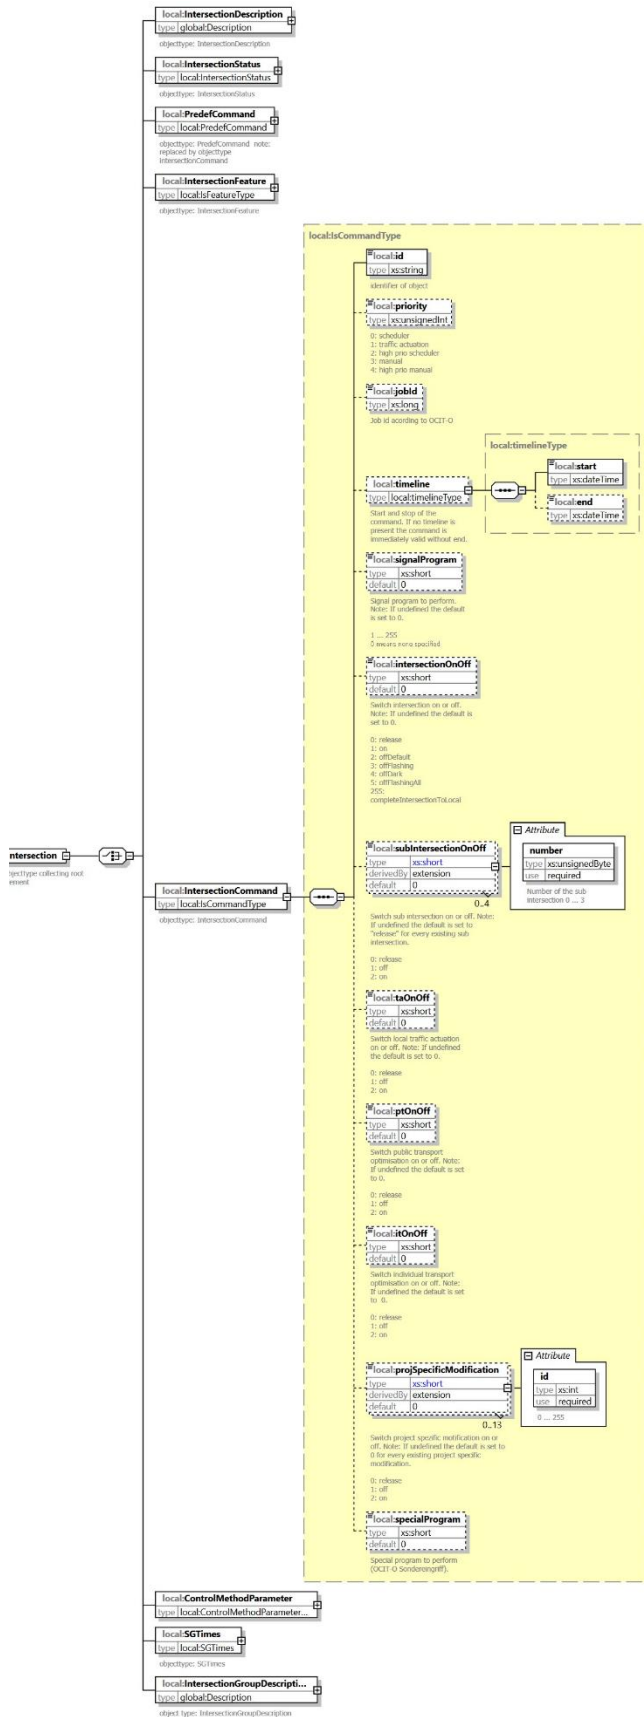 local:IntersectionDescription
type global:Description
objecttype: IntersectionDescription
local:IntersectionStatus
type local:IntersectionStatus
objecttype: IntersectionStatus
local:PredefCommand
type local:PredefCommand
objecttype: PredefCommand note:
replaced by objecttype
IntersectionCommand
local:IntersectionFeature
type local:IsFeatureType
objecttype: IntersectionFeature
local:IsCommandType
local:id
type xs:string
identifier of object
local:priority
type xs:unsignedInt
0: scheduler
1: traffic actuation
2: high prio scheduler
3: manual
4: high prio manual
local:jobId
type xs:long
Job id acording to OCIT-O
local:timelineType
local:start
type xs:dateTime
local:end
type xs:dateTime
local:timeline
type local:timelineType
Start and stop of the
command. If no timeline is
present the command is
immediately valid without end.
local:signalProgram
type xs:short
default 0
Signal program to perform.
Note: If undefined the default
is set to 0.
1 ... 255
0 means none specified
local:intersectionOnOff
type xs:short
default 0
Switch intersection on or off.
Note: If undefined the default is
set to 0.
0: release
1: on
2: offDefault
3: offFlashing
4: offDark
5: offFlashingAll
255:
completeIntersectionToLocal
ntersection
bjectType collecting root
ement
local:IntersectionCommand
type local:IsCommandType
objecttype: IntersectionCommand
local:subIntersectionOnOff
type xs:short
derivedBy extension
default 0
0..4
Attribute
number
type xs:unsignedByte
use required
Number of the sub
intersection 0 ... 3
Switch sub intersection on or off. Note:
If undefined the default is set to
"release" for every existing sub
intersection.
0: release
1: off
2: on
local:taOnOff
type xs:short
default 0
Switch local traffic actuation
on or off. Note: If undefined
the default is set to 0.
0: release
1: off
2: on
local:ptOnOff
type xs:short
default 0
Switch public transport
optimisation on or off. Note:
If undefined the default is set
to 0.
0: release
1: off
2: on
local:itOnOff
type xs:short
default 0
Switch individual transport
optimisation on or off. Note:
If undefined the default is set
to 0.
0: release
1: off
2: on
local:projSpecificModification
type xs:short
derivedBy extension
default 0
0..13
Attribute
id
type xs:int
use required
0 ... 255
Switch project spezific motification on or
off. Note: If undefined the default is set to
0 for every existing project specific
modification.
0: release
1: off
2: on
local:specialProgram
type xs:short
default 0
Special program to perform
(OCIT-O Sondereingriff).
local:ControlMethodParameter
type local:ControlMethodParameter...
local:SGTimes
type local:SGTimes
objecttype: SGTimes
local:IntersectionGroupDescripti...
type global:Description
object type: IntersectionGroupDescription